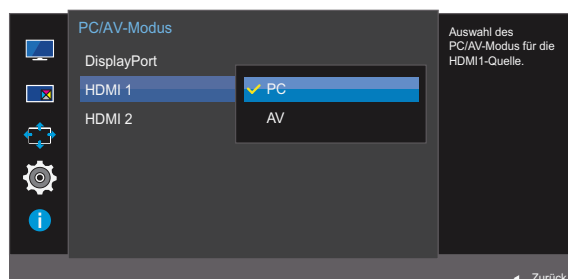 PC/AV-Modus
DisplayPort
HDMI 1
HDMI 2
PC
AV
Auswahl des
PC/AV-Modus für die
HDMI1-Quelle.
Zurück